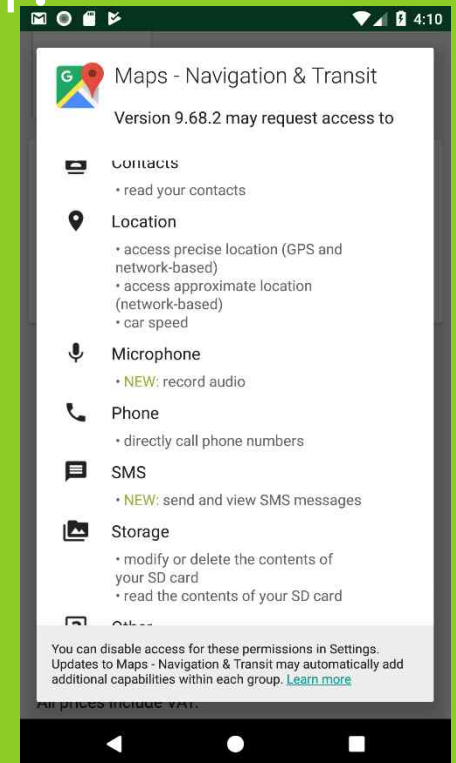 4:10
Maps - Navigation & Transit
Version 9.68.2 may request access to
Contacts
• read your contacts
Location
• access precise location (GPS and
network-based)
• access approximate location
(network-based)
• car speed
Microphone
• NEW: record audio
Phone
• directly call phone numbers
SMS
• NEW: send and view SMS messages
Storage
• modify or delete the contents of
your SD card
• read the contents of your SD card
Other
You can disable access for these permissions in Settings.
Updates to Maps - Navigation & Transit may automatically add
additional capabilities within each group. Learn more
All prices include VAT.